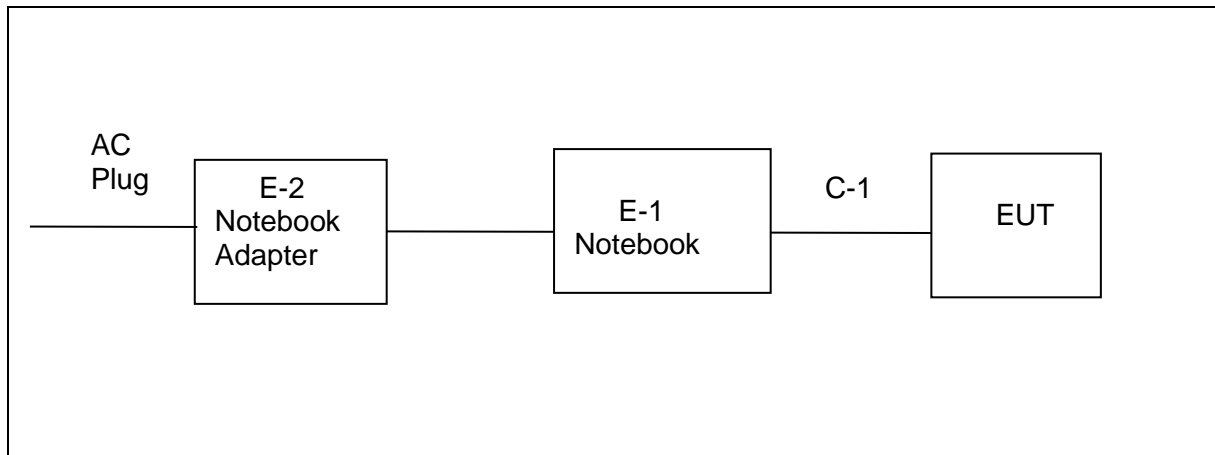 AC
Plug
E-2
Notebook
Adapter
E-1
Notebook
C-1
EUT